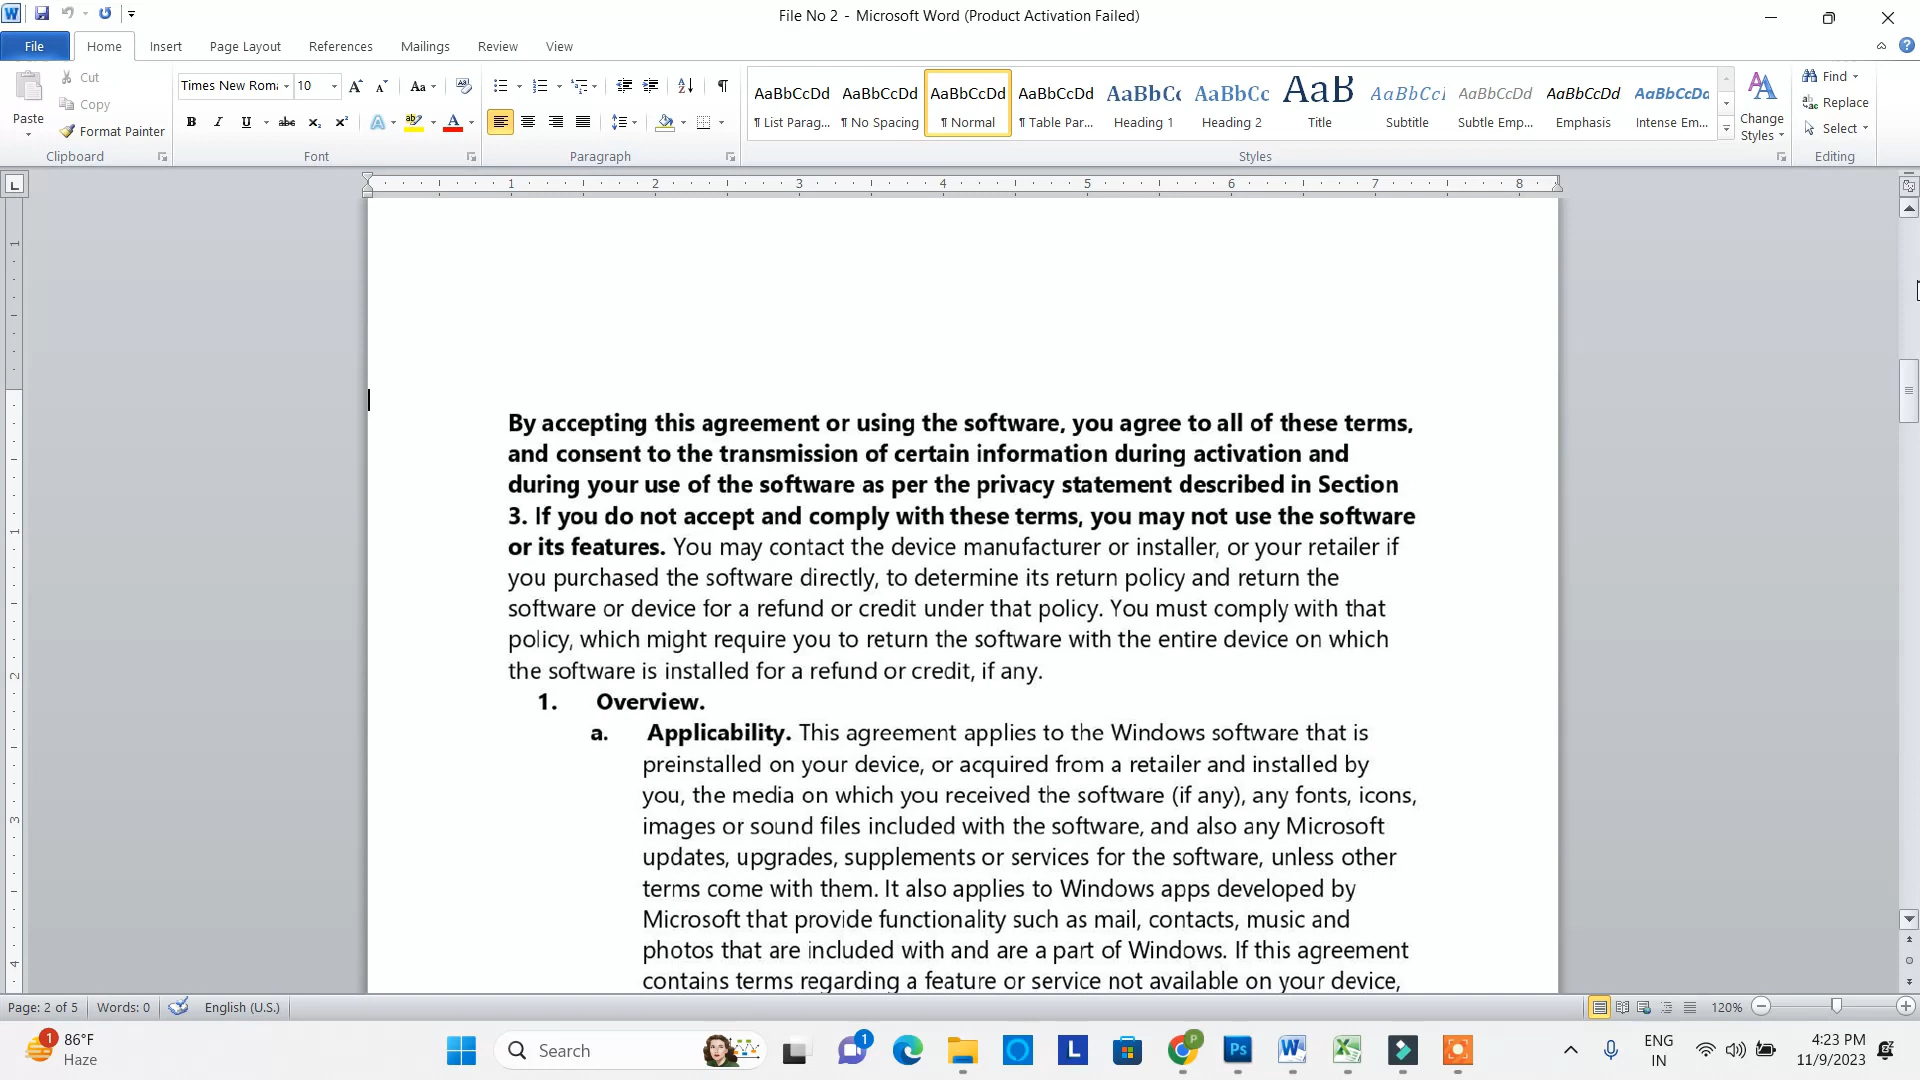 File No 2 - Microsoft Word (Product Activation Failed)
File Home Insert Page Layout References Mailings Review View
Paste
Cut
Copy
Format Painter
Clipboard
Times New Rom: 10
Font
Paragraph
AaBbCcDd AaBbCcDd AaBbCcDd AaBbCcDd AaBbCc AaBbCc AaB AaBbCcI AaBbCcDd AaBbCcDd AaBbCcDd
¶ List Parag... ¶ No Spacing ¶ Normal ¶ Table Par... Heading 1 Heading 2 Title Subtitle Subtle Emp... Emphasis Intense Em...
Styles
Change
Styles
Find
Replace
Select
Editing
1 2 3 4 5 6 7 8
By accepting this agreement or using the software, you agree to all of these terms,
and consent to the transmission of certain information during activation and
during your use of the software as per the privacy statement described in Section
3. If you do not accept and comply with these terms, you may not use the software
or its features. You may contact the device manufacturer or installer, or your retailer if
you purchased the software directly, to determine its return policy and return the
software or device for a refund or credit under that policy. You must comply with that
policy, which might require you to return the software with the entire device on which
the software is installed for a refund or credit, if any.
1. Overview.
a. Applicability. This agreement applies to the Windows software that is
preinstalled on your device, or acquired from a retailer and installed by
you, the media on which you received the software (if any), any fonts, icons,
images or sound files included with the software, and also any Microsoft
updates, upgrades, supplements or services for the software, unless other
terms come with them. It also applies to Windows apps developed by
Microsoft that provide functionality such as mail, contacts, music and
photos that are included with and are a part of Windows. If this agreement
contains terms regarding a feature or service not available on your device,
Page: 2 of 5 Words: 0 English (U.S.) 120%
1 86°F
Haze
Search
1
L
P
Ps
ENG
IN
4:23 PM
11/9/2023